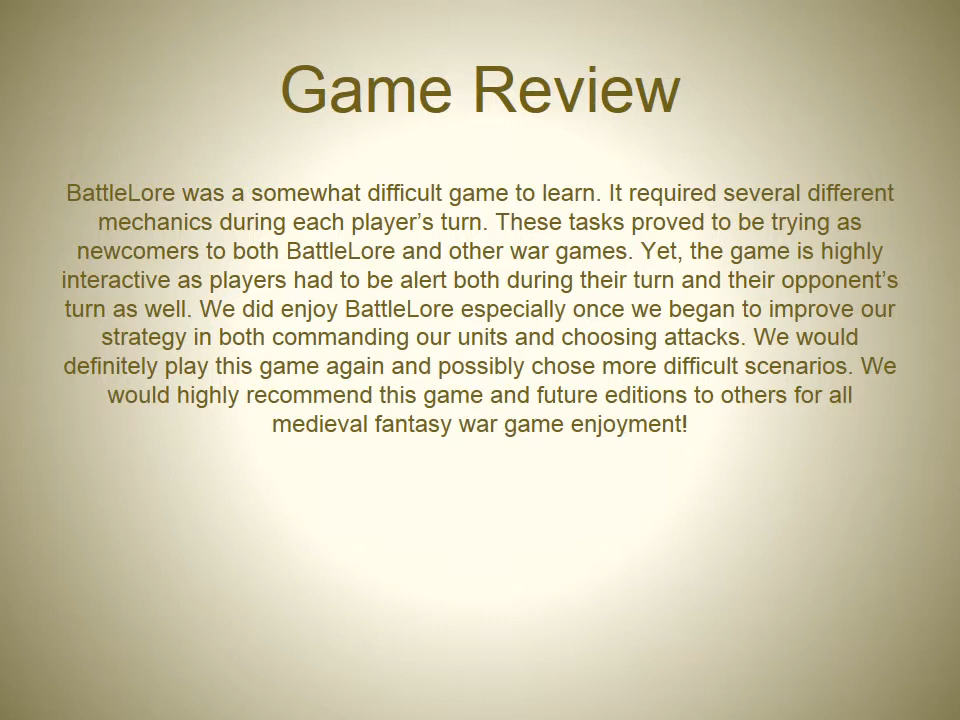 Game Review
BattleLore was a somewhat difficult game to learn. It required several different
mechanics during each player’s turn. These tasks proved to be trying as
newcomers to both BattleLore and other war games. Yet, the game is highly
interactive as players had to be alert both during their turn and their opponent’s
turn as well. We did enjoy BattleLore especially once we began to improve our
strategy in both commanding our units and choosing attacks. We would
definitely play this game again and possibly chose more difficult scenarios. We
would highly recommend this game and future editions to others for all
medieval fantasy war game enjoyment!